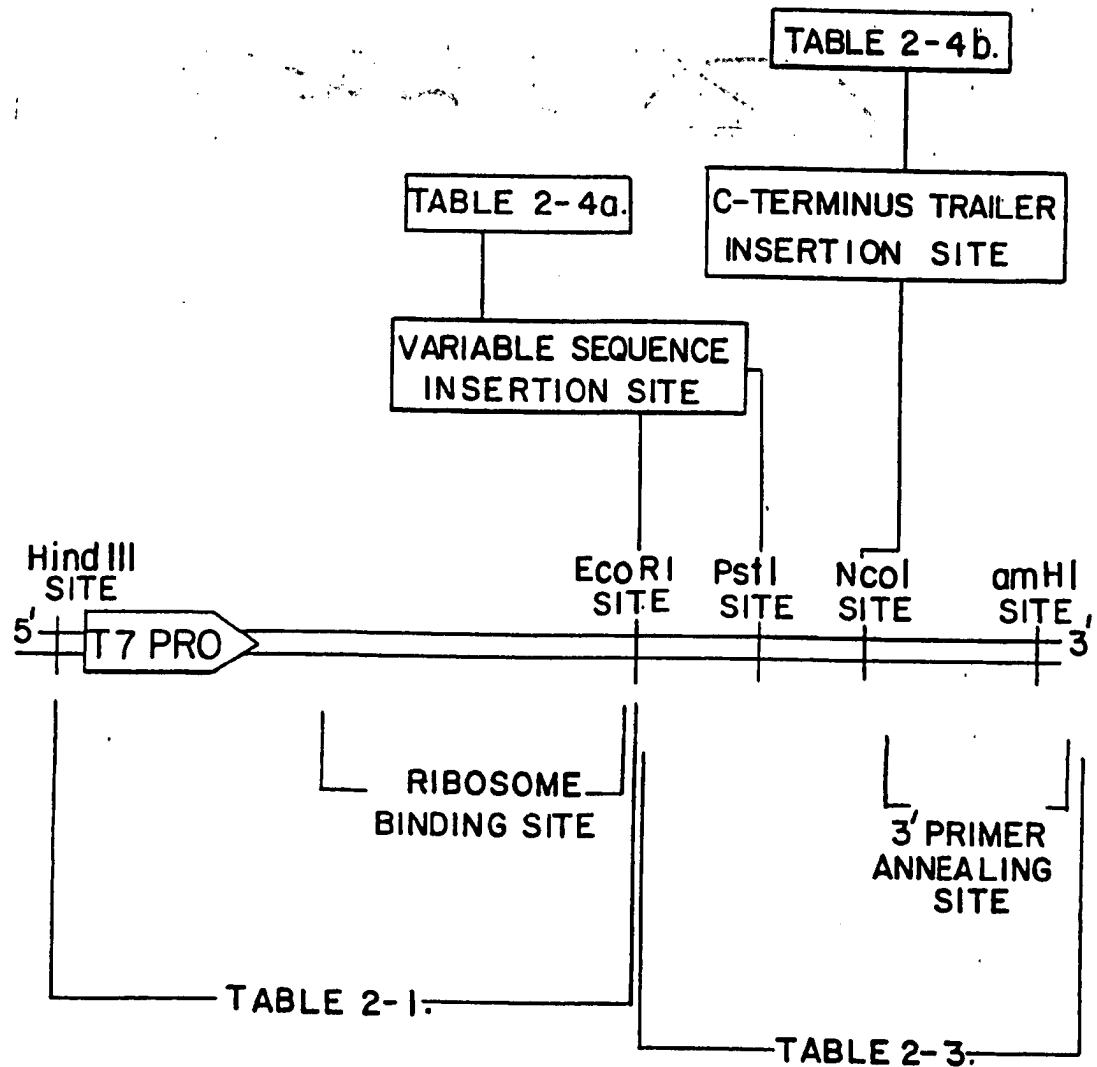 TABLE 2-4b.
C-TERMINUS TRAILER
INSERTION SITE
TABLE 2-4a.
VARIABLE SEQUENCE
INSERTION SITE
Hind III
SITE
EcoRI
SITE
PstI
SITE
NcoI
SITE
amHI
SITE
5'
T7 PRO
3'
RIBOSOME
BINDING SITE
3' PRIMER
ANNEALING
SITE
TABLE 2-1.
TABLE 2-3.